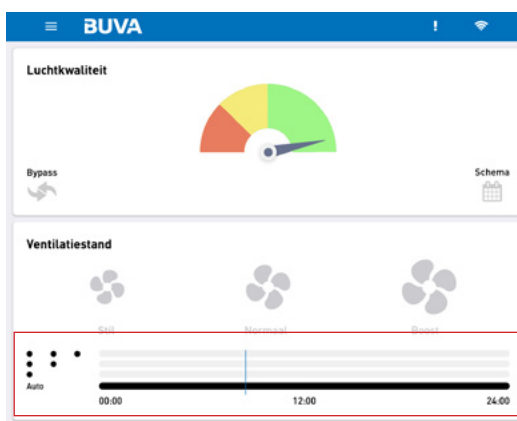 BUVA
!
Luchtkwaliteit
Bypass
Schema
Ventilatiestand
Stil
Normaal
Boost
Auto
00:00
12:00
24:00